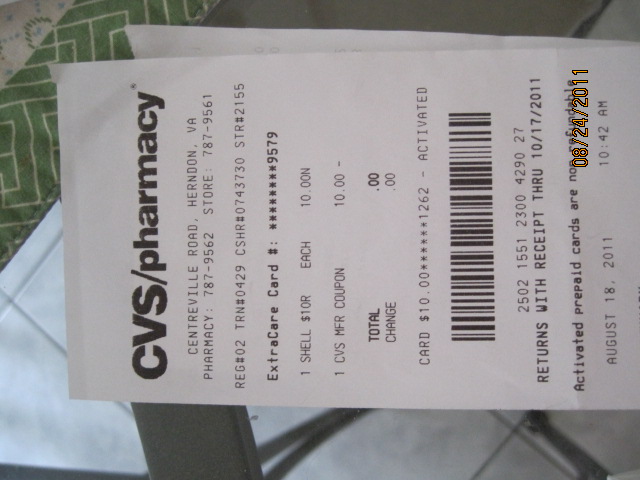 CVS/pharmacy®
CENTREVILLE ROAD, HERNDON, VA
PHARMACY: 787-9562 STORE: 787-9561
REG#02 TRN#0429 CSHR#0743730 STR#2155
ExtraCare Card #: ********9579
1 SHELL $10R EACH 10.00N
1 CVS MFR COUPON 10.00 -
TOTAL .00
CHANGE .00
CARD $10.00******1262 - ACTIVATED
2502 1551 2300 4290 27
RETURNS WITH RECEIPT THRU 10/17/2011
Activated prepaid cards are non refundable
08/24/2011
AUGUST 18, 2011 10:42 AM